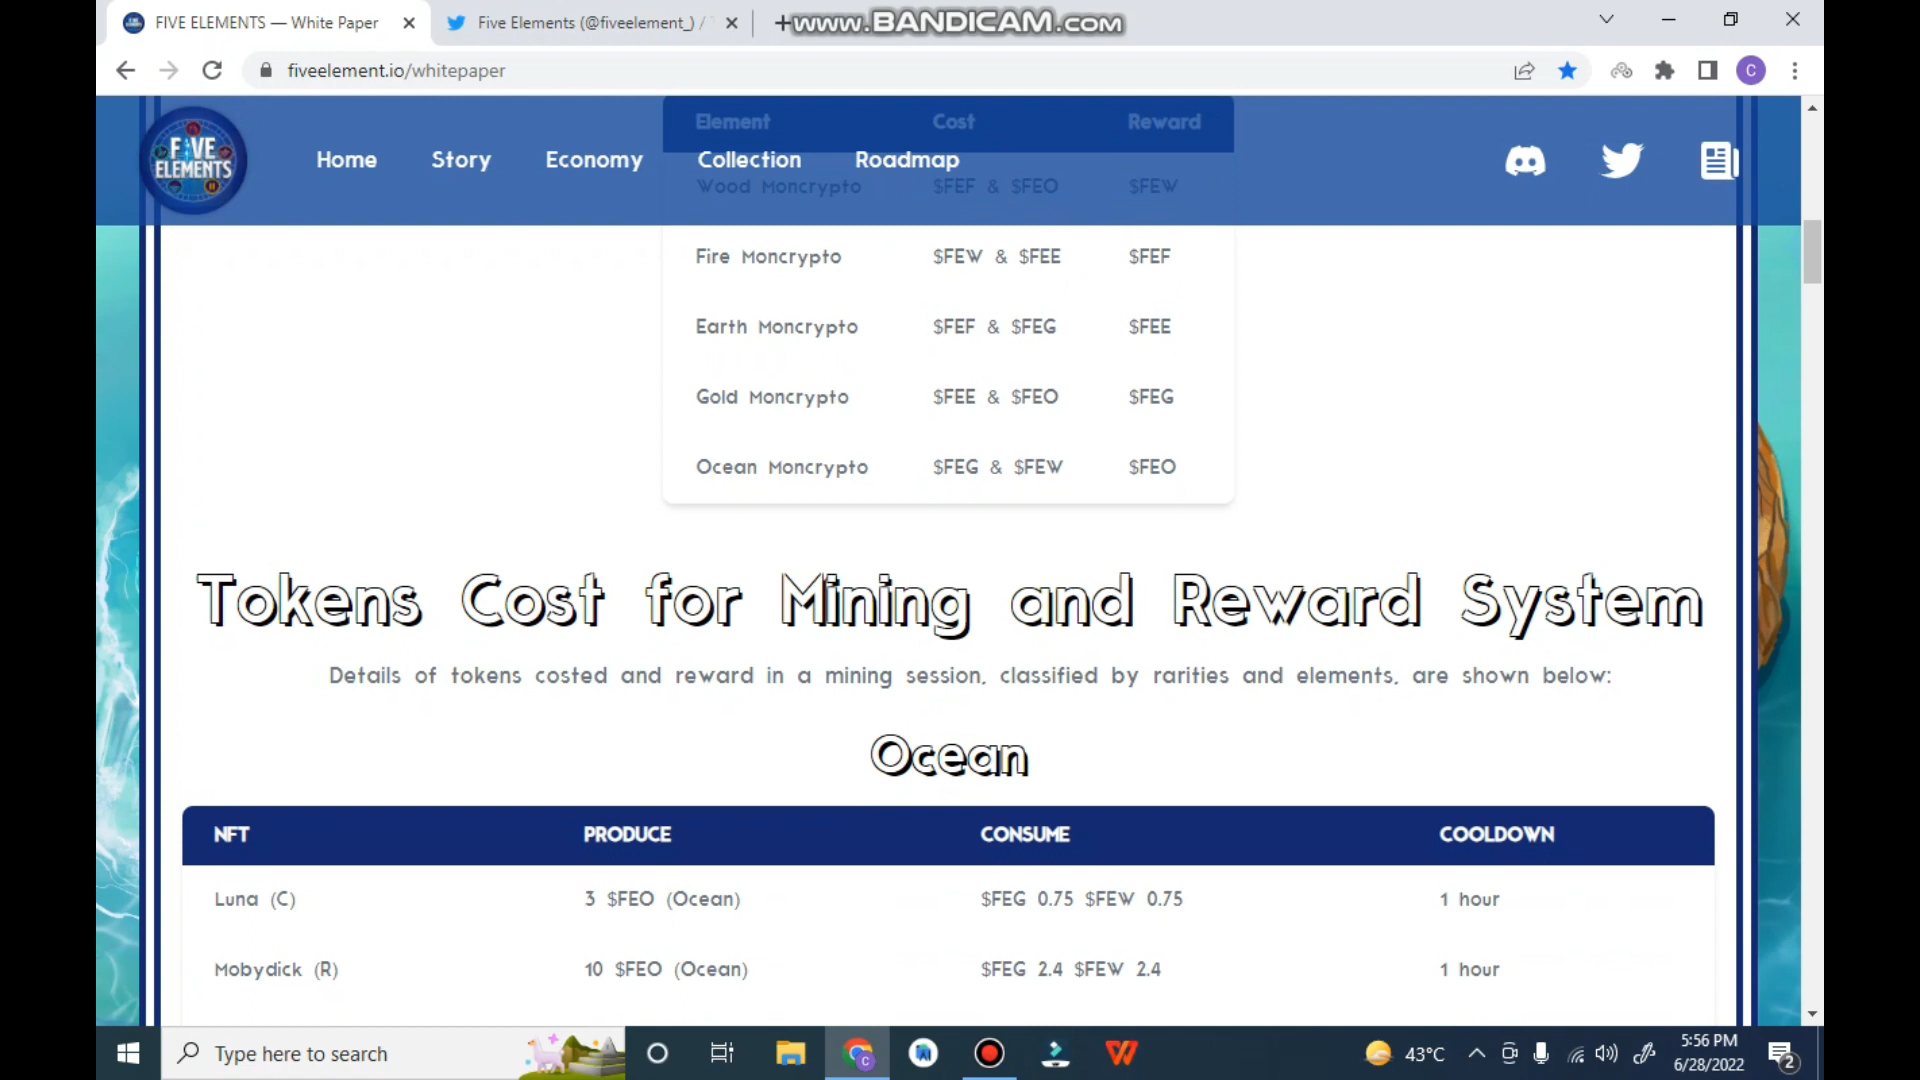 FIVE ELEMENTS — White Paper
Five Elements (@fiveelement_) /
www.BANDICAM.com
fiveelement.io/whitepaper
C
Element Cost Reward
FIVE ELEMENTS
Home Story Economy Collection Roadmap
Wood Moncrypto $FEF & $FEO $FEW
Fire Moncrypto $FEW & $FEE $FEF
Earth Moncrypto $FEF & $FEG $FEE
Gold Moncrypto $FEE & $FEO $FEG
Ocean Moncrypto $FEG & $FEW $FEO
Tokens Cost for Mining and Reward System
Details of tokens costed and reward in a mining session, classified by rarities and elements, are shown below:
Ocean
NFT PRODUCE CONSUME COOLDOWN
Luna (C) 3 $FEO (Ocean) $FEG 0.75 $FEW 0.75 1 hour
Mobydick (R) 10 $FEO (Ocean) $FEG 2.4 $FEW 2.4 1 hour
Type here to search
43°C
5:56 PM
6/28/2022
2